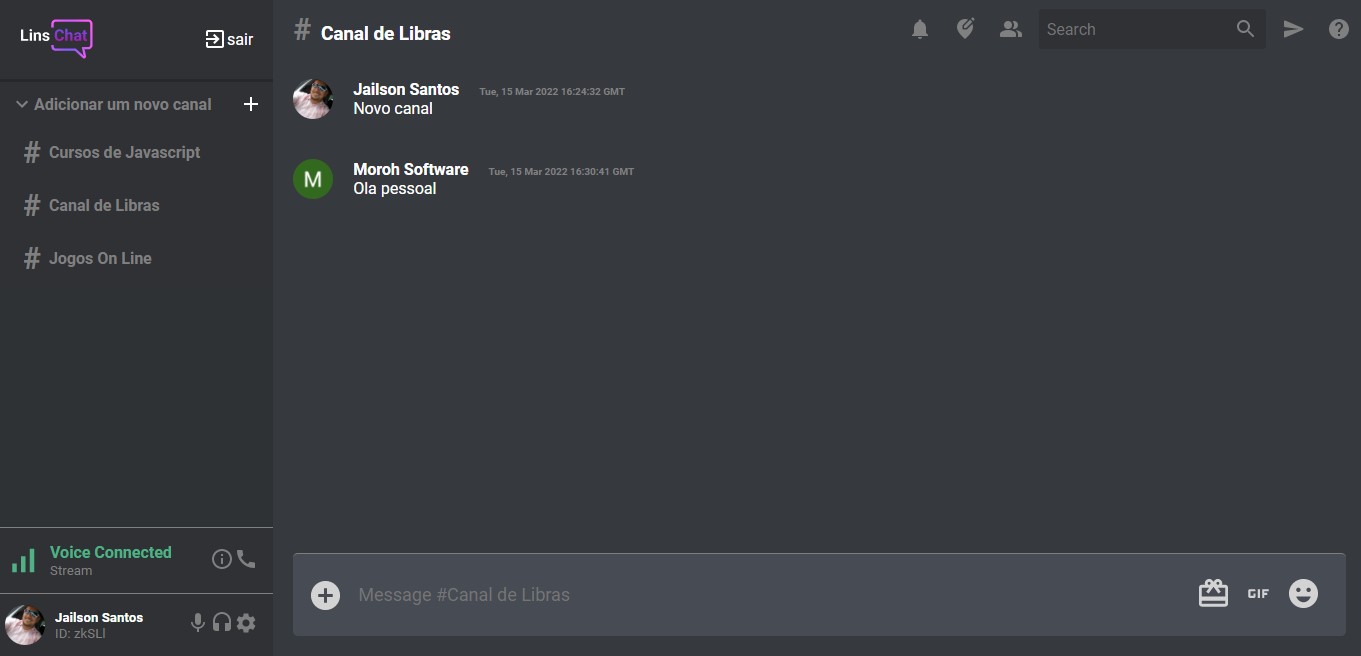 Lins Chat
sair
Adicionar um novo canal
# Cursos de Javascript
# Canal de Libras
# Jogos On Line
Voice Connected
Stream
Jailson Santos
ID: zkSLl
# Canal de Libras
Search
Jailson Santos Tue, 15 Mar 2022 16:24:32 GMT
Novo canal
M
Moroh Software Tue, 15 Mar 2022 16:30:41 GMT
Ola pessoal
Message #Canal de Libras
GIF